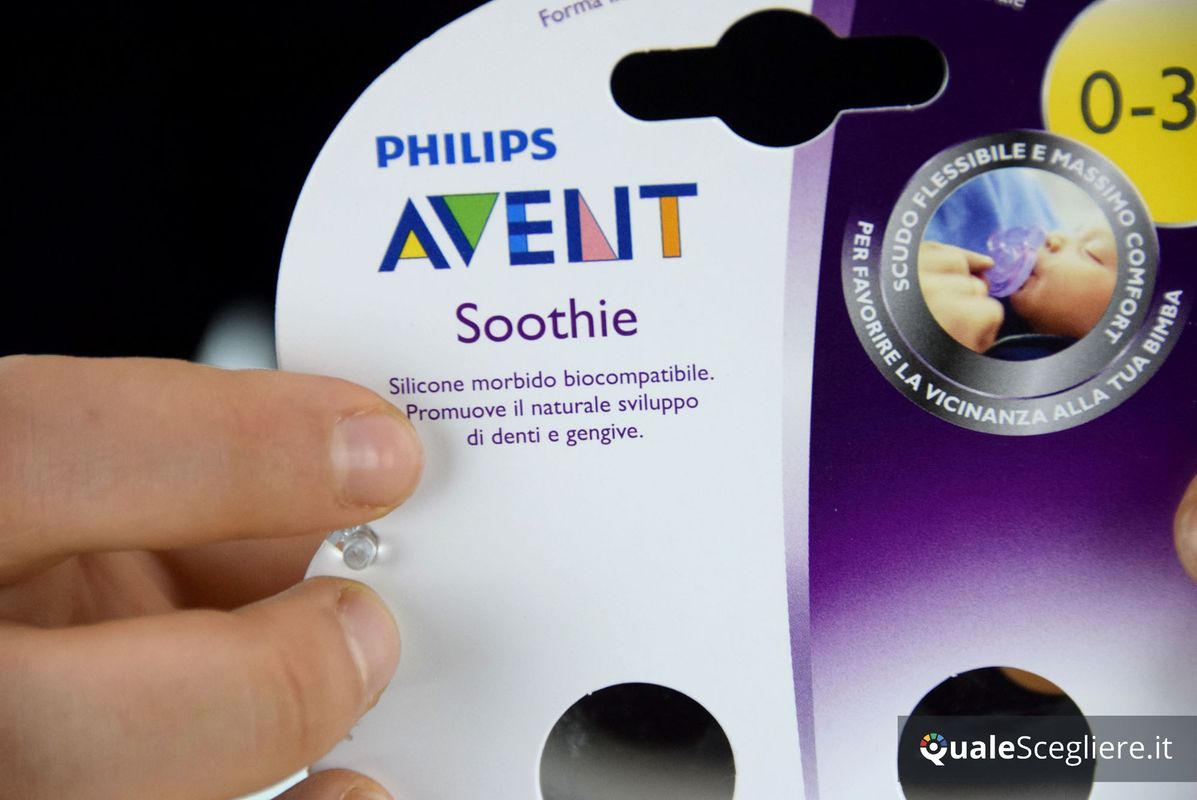 Forma
0-3
PHILIPS
AVENT
Soothie
Silicone morbido biocompatibile.
Promuove il naturale sviluppo
di denti e gengive.
SCUDO FLESSIBILE E MASSIMO COMFORT
PER FAVORIRE LA VICINANZA ALLA TUA BIMBA
QualeScegliere.it